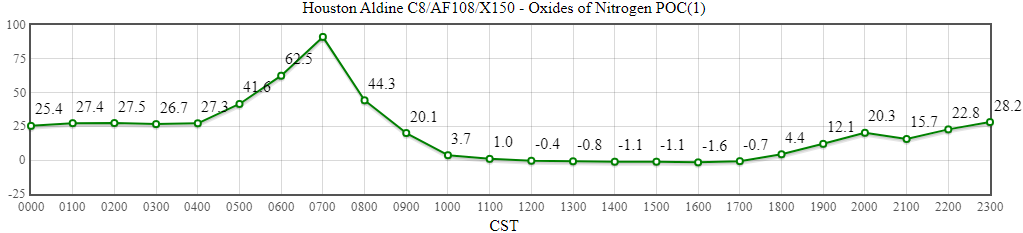 Houston Aldine C8/AF108/X150 - Oxides of Nitrogen POC(1)
100
75
50
25
0
-25
25.4 27.4 27.5 26.7 27.3 41.6 62.5 44.3 20.1 3.7 1.0 -0.4 -0.8 -1.1 -1.1 -1.6 -0.7 4.4 12.1 20.3 15.7 22.8 28.2
0000 0100 0200 0300 0400 0500 0600 0700 0800 0900 1000 1100 1200 1300 1400 1500 1600 1700 1800 1900 2000 2100 2200 2300
CST